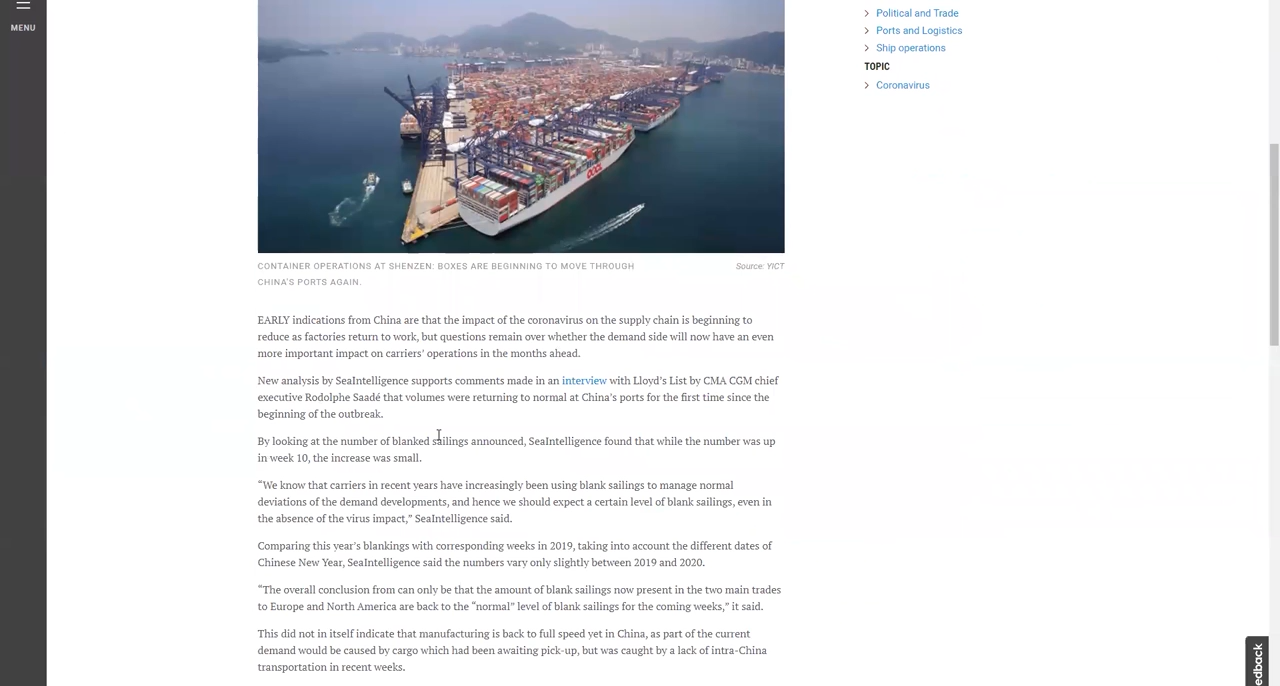 MENU
Political and Trade
Ports and Logistics
Ship operations
TOPIC
Coronavirus
OOCL
CONTAINER OPERATIONS AT SHENZEN: BOXES ARE BEGINNING TO MOVE THROUGH
CHINA'S PORTS AGAIN.
Source: YICT
EARLY indications from China are that the impact of the coronavirus on the supply chain is beginning to
reduce as factories return to work, but questions remain over whether the demand side will now have an even
more important impact on carriers’ operations in the months ahead.
New analysis by SeaIntelligence supports comments made in an interview with Lloyd’s List by CMA CGM chief
executive Rodolphe Saadé that volumes were returning to normal at China’s ports for the first time since the
beginning of the outbreak.
By looking at the number of blanked sailings announced, SeaIntelligence found that while the number was up
in week 10, the increase was small.
“We know that carriers in recent years have increasingly been using blank sailings to manage normal
deviations of the demand developments, and hence we should expect a certain level of blank sailings, even in
the absence of the virus impact,” SeaIntelligence said.
Comparing this year’s blankings with corresponding weeks in 2019, taking into account the different dates of
Chinese New Year, SeaIntelligence said the numbers vary only slightly between 2019 and 2020.
“The overall conclusion from can only be that the amount of blank sailings now present in the two main trades
to Europe and North America are back to the “normal” level of blank sailings for the coming weeks,” it said.
This did not in itself indicate that manufacturing is back to full speed yet in China, as part of the current
demand would be caused by cargo which had been awaiting pick-up, but was caught by a lack of intra-China
transportation in recent weeks.
edback